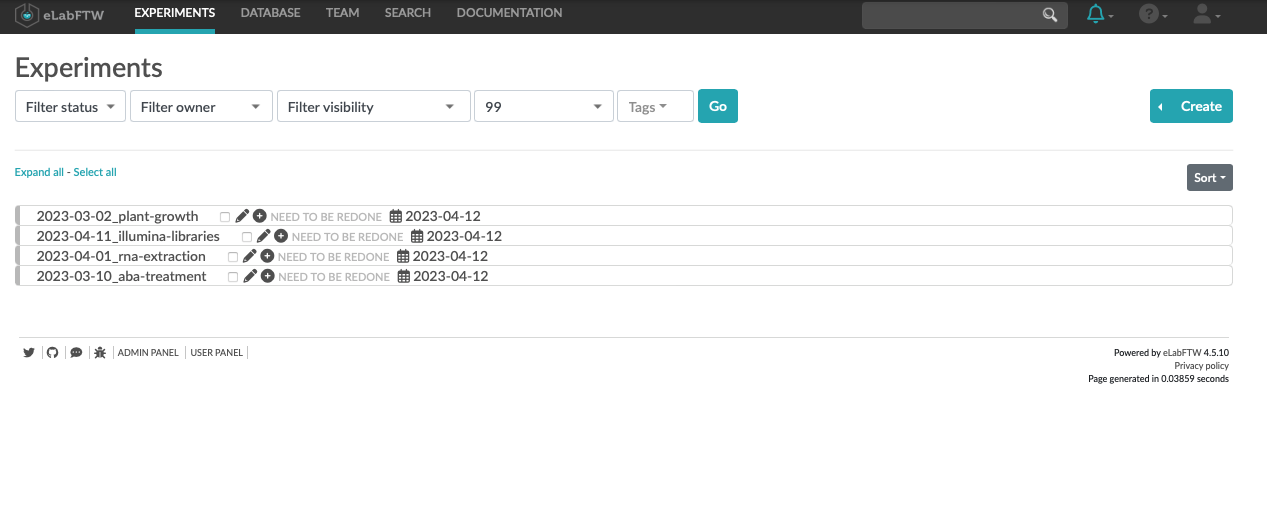 eLabFTW EXPERIMENTS DATABASE TEAM SEARCH DOCUMENTATION
Experiments
Filter status Filter owner Filter visibility 99 Tags Go Create
Expand all - Select all Sort
2023-03-02_plant-growth NEED TO BE REDONE 2023-04-12
2023-04-11_illumina-libraries NEED TO BE REDONE 2023-04-12
2023-04-01_rna-extraction NEED TO BE REDONE 2023-04-12
2023-03-10_aba-treatment NEED TO BE REDONE 2023-04-12
ADMIN PANEL USER PANEL Powered by eLabFTW 4.5.10
Privacy policy
Page generated in 0.03859 seconds